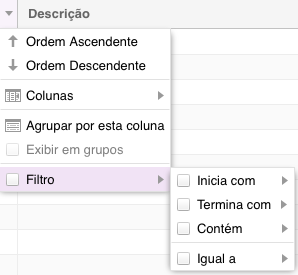 Descrição
Ordem Ascendente
Ordem Descendente
Colunas
Agrupar por esta coluna
Exibir em grupos
Filtro
Inicia com
Termina com
Contém
Igual a